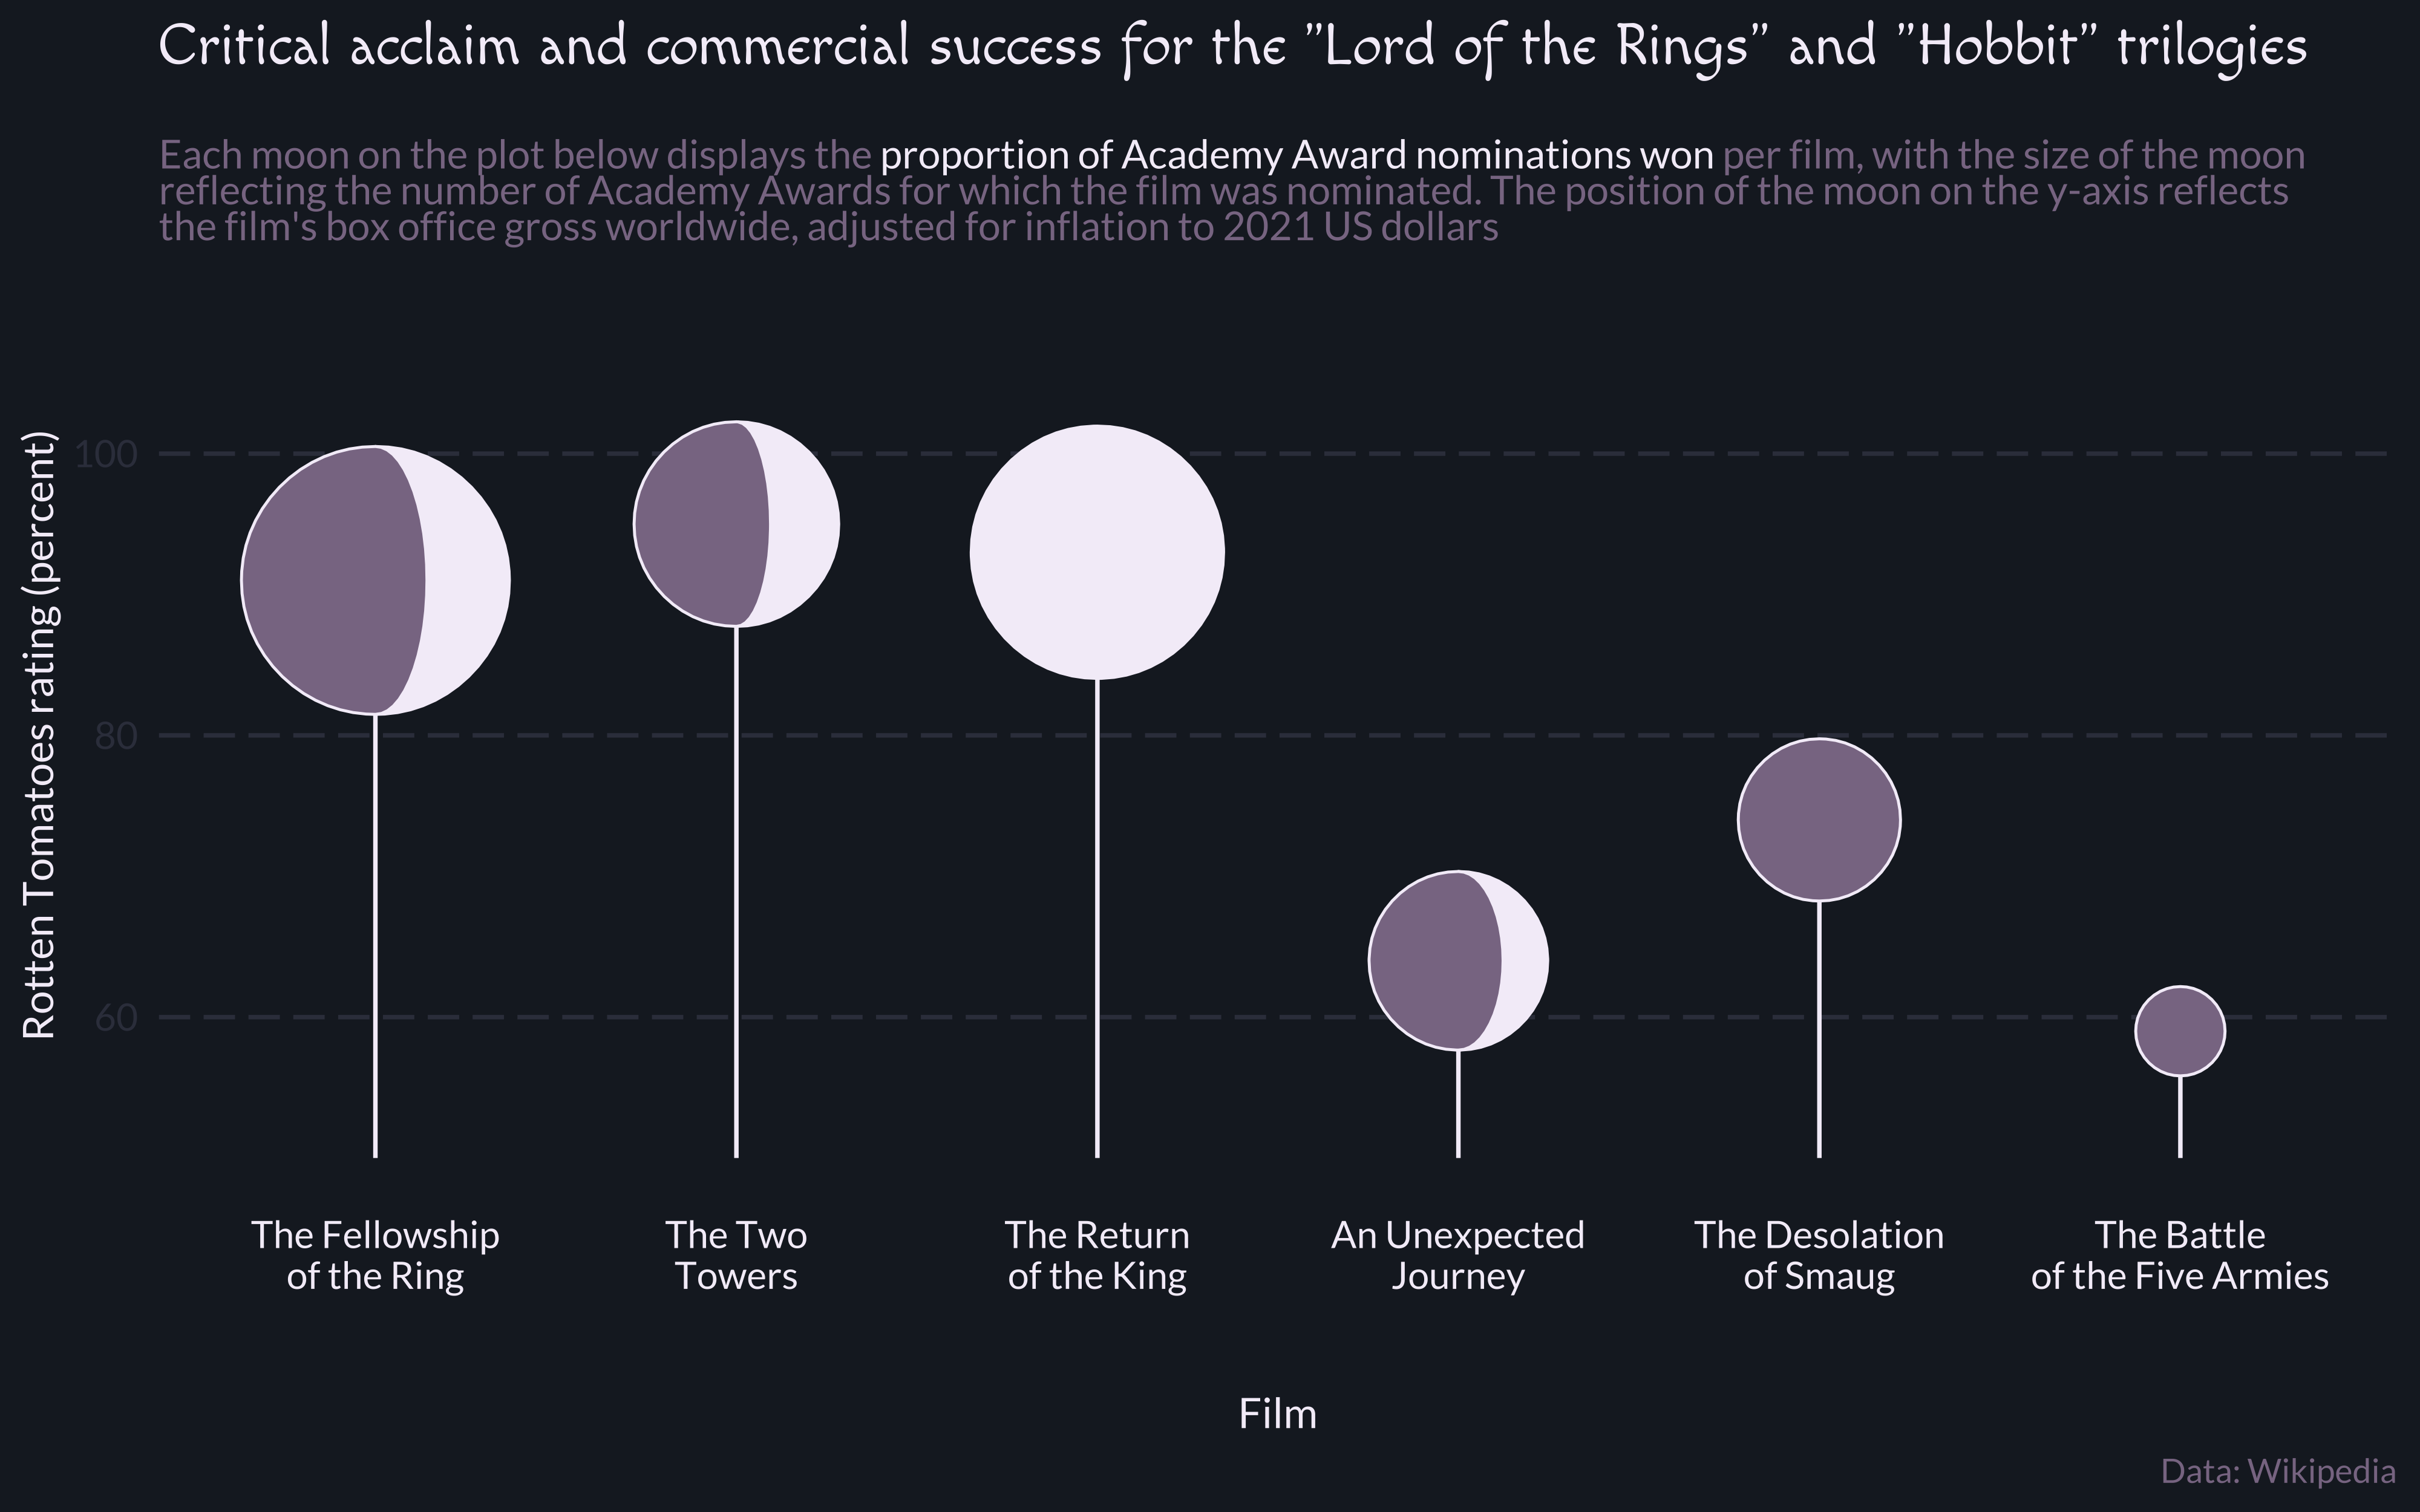 Critical acclaim and commercial success for the "Lord of the Rings" and "Hobbit" trilogies
Each moon on the plot below displays the proportion of Academy Award nominations won per film, with the size of the moon
reflecting the number of Academy Awards for which the film was nominated. The position of the moon on the y-axis reflects
the film's box office gross worldwide, adjusted for inflation to 2021 US dollars
Rotten Tomatoes rating (percent)
100
80
60
The Fellowship
of the Ring
The Two
Towers
The Return
of the King
An Unexpected
Journey
The Desolation
of Smaug
The Battle
of the Five Armies
Film
Data: Wikipedia